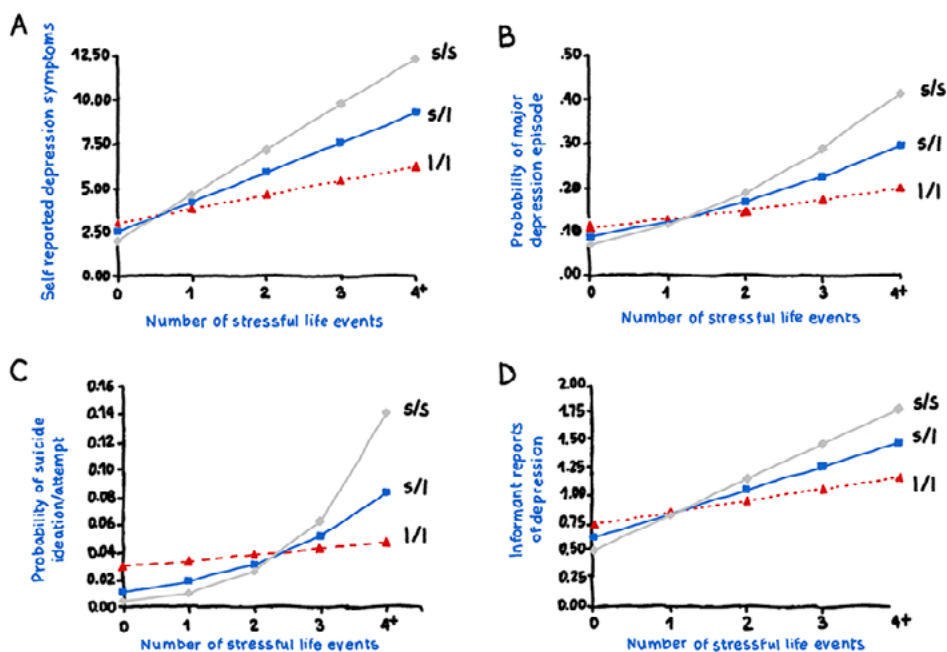 A
Self reported depression symptoms
12.50
10.00
7.50
5.00
2.50
0.00
0 1 2 3 4+
Number of stressful life events
s/s
s/l
l/l
B
Probability of major
depression episode
.50
.40
.30
.20
.10
.00
0 1 2 3 4+
Number of stressful life events
s/s
s/l
l/l
C
Probability of suicide
ideation/attempt
0.16
0.14
0.12
0.10
0.08
0.06
0.04
0.02
0.00
0 1 2 3 4+
Number of stressful life events
s/s
s/l
l/l
D
Informant reports
of depression
2.00
1.75
1.50
1.25
1.00
0.75
0.50
0.25
0.00
0 1 2 3 4+
Number of stressful life events
s/s
s/l
l/l